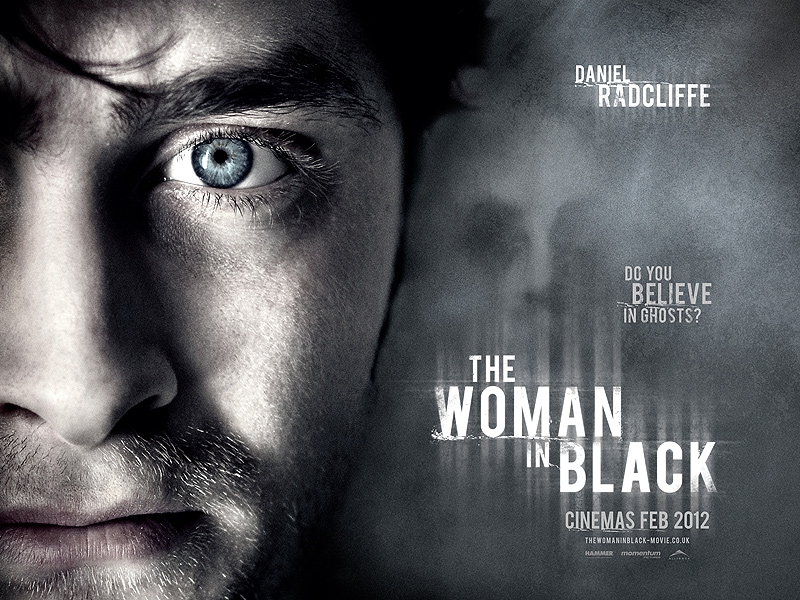 DANIEL
RADCLIFFE
DO YOU
BELIEVE
IN GHOSTS?
THE
WOMAN
IN BLACK
CINEMAS FEB 2012
THEWOMANINBLACK-MOVIE.CO.UK
HAMMER momentum ALLIANCE